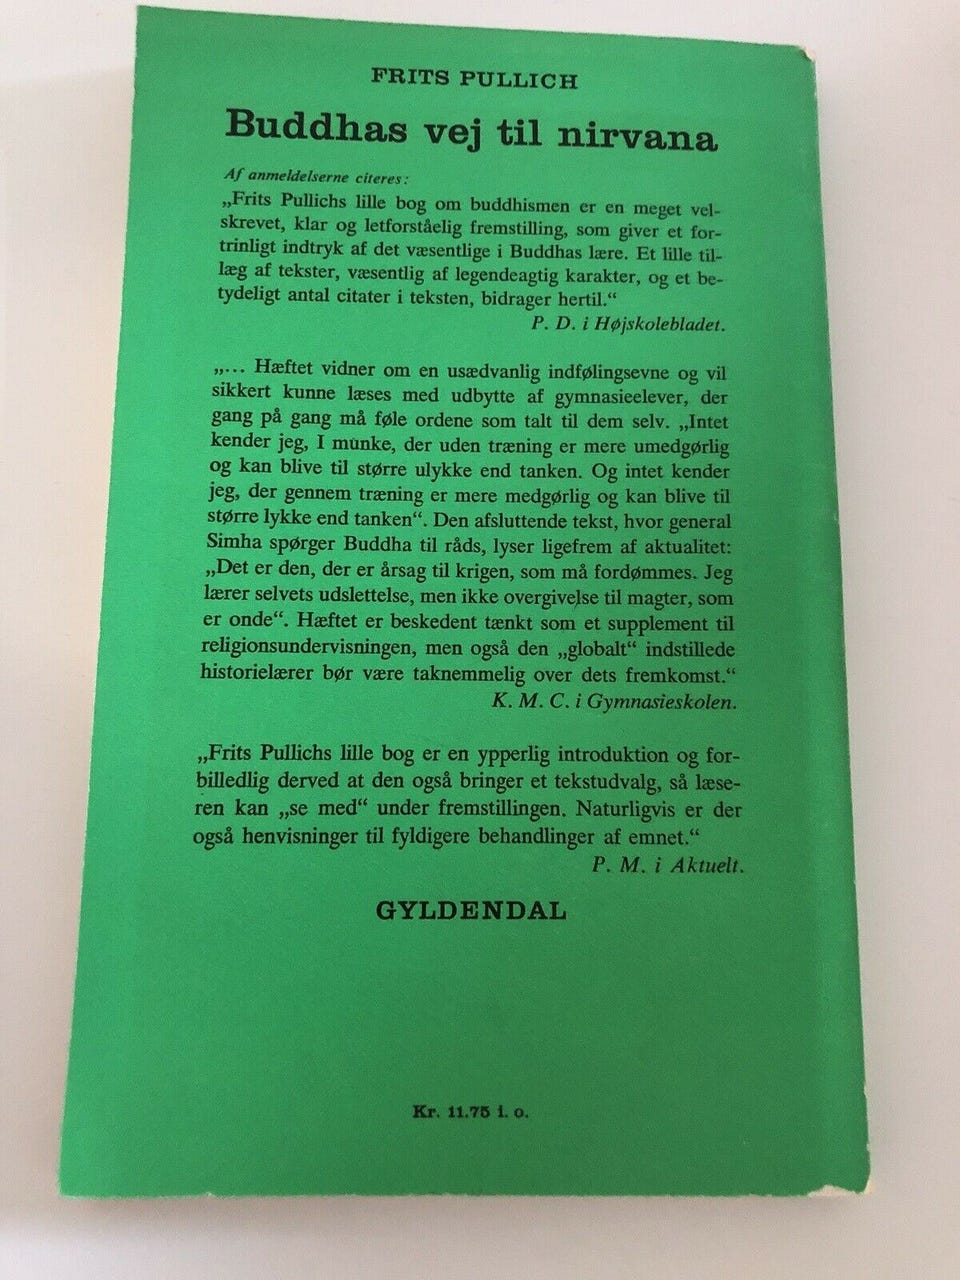 FRITS PULLICH
Buddhas vej til nirvana
Af anmeldelserne citeres:
„Frits Pullichs lille bog om buddhismen er en meget vel-
skrevet, klar og letforståelig fremstilling, som giver et for-
trinligt indtryk af det væsentlige i Buddhas lære. Et lille til-
læg af tekster, væsentlig af legendeagtig karakter, og et be-
tydeligt antal citater i teksten, bidrager hertil.“
P. D. i Højskolebladet.
„... Hæftet vidner om en usædvanlig indfølingsevne og vil
sikkert kunne læses med udbytte af gymnasieelever, der
gang på gang må føle ordene som talt til dem selv. „Intet
kender jeg, I munke, der uden træning er mere umedgørlig
og kan blive til større ulykke end tanken. Og intet kender
jeg, der gennem træning er mere medgørlig og kan blive til
større lykke end tanken“. Den afsluttende tekst, hvor general
Simha spørger Buddha til råds, lyser ligefrem af aktualitet:
„Det er den, der er årsag til krigen, som må fordømmes. Jeg
lærer selvets udslettelse, men ikke overgivelse til magter, som
er onde“. Hæftet er beskedent tænkt som et supplement til
religionsundervisningen, men også den „globalt“ indstillede
historielærer bør være taknemmelig over dets fremkomst.“
K. M. C. i Gymnasieskolen.
„Frits Pullichs lille bog er en ypperlig introduktion og for-
billedlig derved at den også bringer et tekstudvalg, så læse-
ren kan „se med“ under fremstillingen. Naturligvis er der
også henvisninger til fyldigere behandlinger af emnet.“
P. M. i Aktuelt.
GYLDENDAL
Kr. 11.75 i. o.